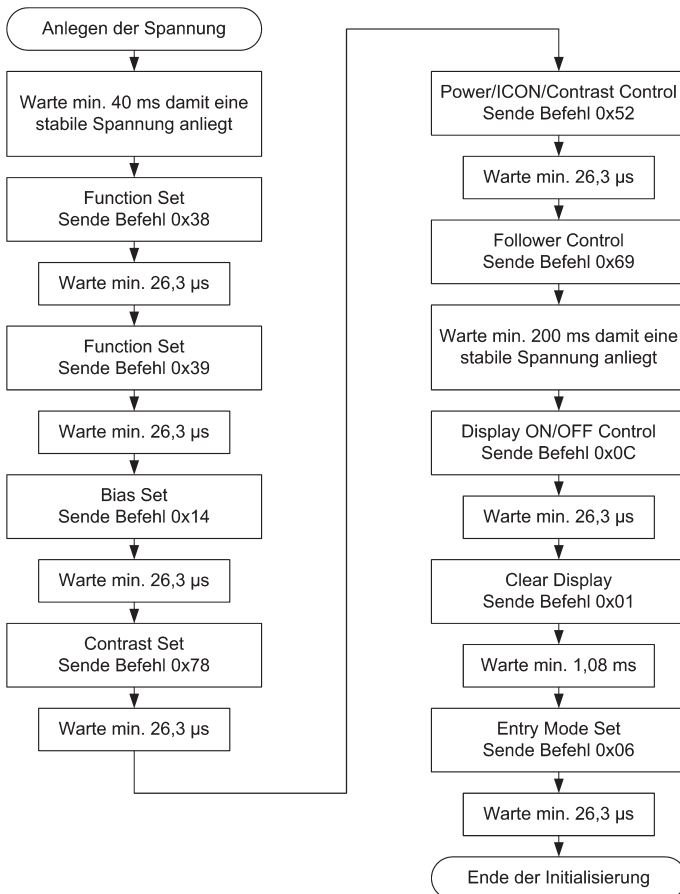 Anlegen der Spannung
Warte min. 40 ms damit eine
stabile Spannung anliegt
Function Set
Sende Befehl 0x38
Warte min. 26,3 µs
Function Set
Sende Befehl 0x39
Warte min. 26,3 µs
Bias Set
Sende Befehl 0x14
Warte min. 26,3 µs
Contrast Set
Sende Befehl 0x78
Warte min. 26,3 µs
Power/ICON/Contrast Control
Sende Befehl 0x52
Warte min. 26,3 µs
Follower Control
Sende Befehl 0x69
Warte min. 200 ms damit eine
stabile Spannung anliegt
Display ON/OFF Control
Sende Befehl 0x0C
Warte min. 26,3 µs
Clear Display
Sende Befehl 0x01
Warte min. 1,08 ms
Entry Mode Set
Sende Befehl 0x06
Warte min. 26,3 µs
Ende der Initialisierung